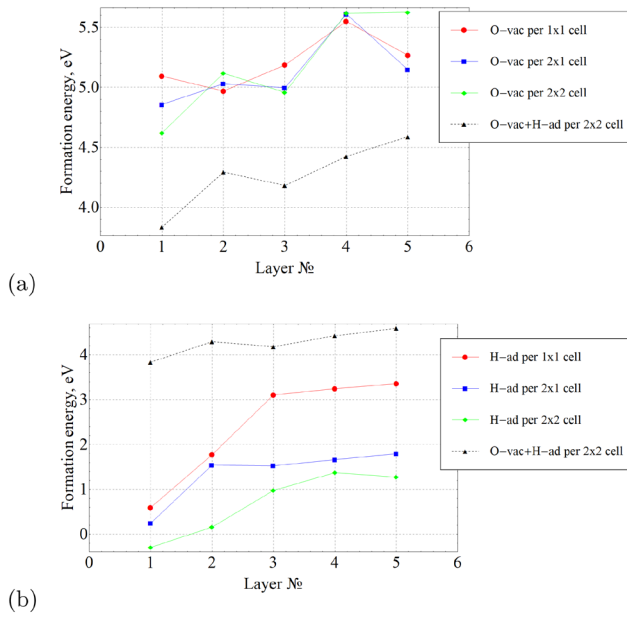 Formation energy, eV
5.5
5.0
4.5
4.0
0 1 2 3 4 5 6
Layer №
O−vac per 1x1 cell
O−vac per 2x1 cell
O−vac per 2x2 cell
O−vac+H−ad per 2x2 cell
(a)
Formation energy, eV
4
3
2
1
0
0 1 2 3 4 5 6
Layer №
H−ad per 1x1 cell
H−ad per 2x1 cell
H−ad per 2x2 cell
O−vac+H−ad per 2x2 cell
(b)